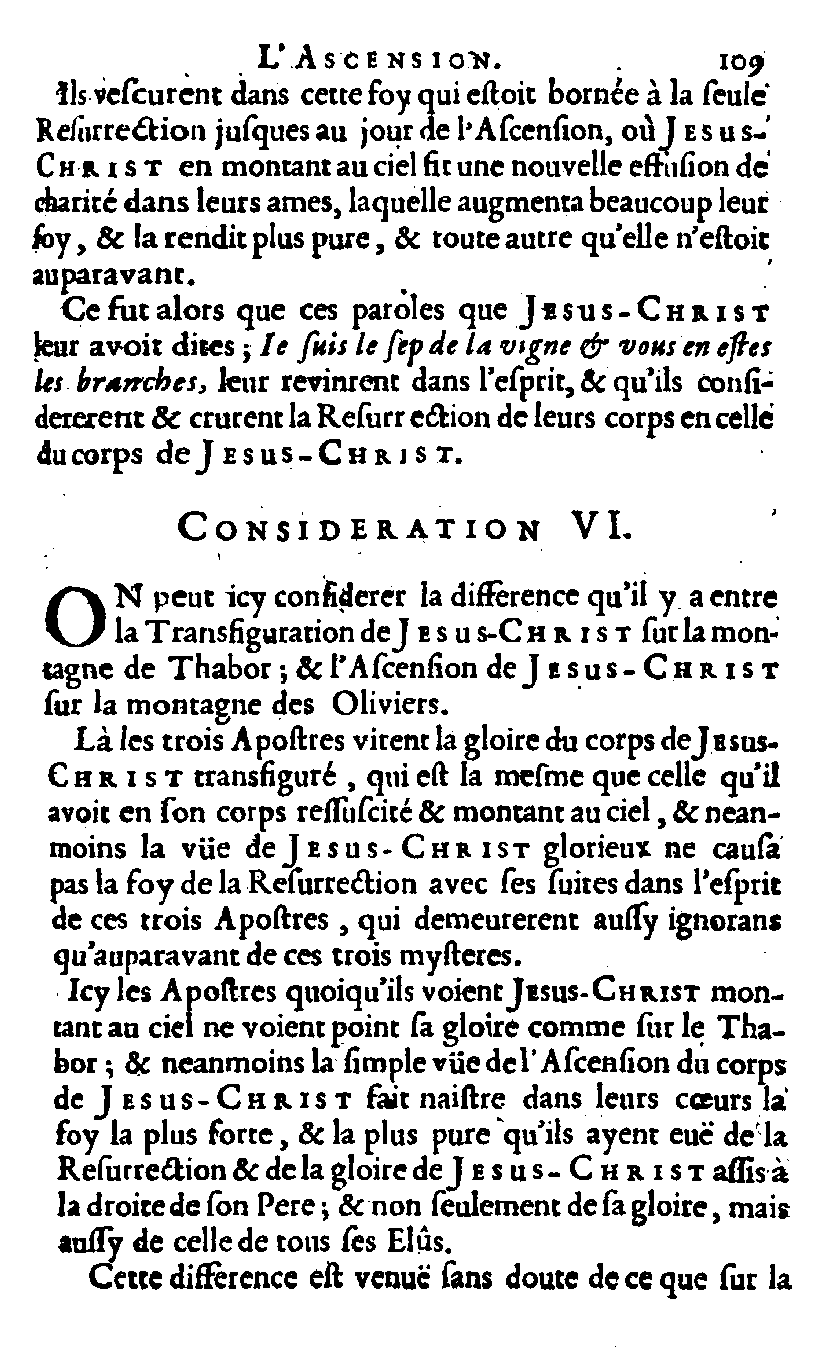 L'ASCENSION. 109
Ils veſcurent dans cette foy qui eſtoit bornée à la ſeule
Reſurrection juſques au jour de l'Aſcenſion, où JESUS-
CHRIST en montant au ciel fit une nouvelle effuſion de
charité dans leurs ames, laquelle augmenta beaucoup leur
foy, & la rendit plus pure, & toute autre qu'elle n'eſtoit
auparavant.
Ce fut alors que ces paroles que JESUS-CHRIST
leur avoit dites; Ie ſuis le ſep de la vigne & vous en eſtes
les branches, leur revinrent dans l'eſprit, & qu'ils conſi-
dererent & crurent la Reſurrection de leurs corps en celle
du corps de JESUS-CHRIST.
CONSIDERATION VI.
ON peut icy conſiderer la difference qu'il y a entre
la Transfiguration de JESUS-CHRIST ſur la mon-
tagne de Thabor; & l'Aſcenſion de JESUS-CHRIST
ſur la montagne des Oliviers.
Là les trois Apoſtres virent la gloire du corps de JESUS-
CHRIST transfiguré, qui eſt la meſme que celle qu'il
avoit en ſon corps reſſuſcité & montant au ciel, & nean-
moins la vüe de JESUS-CHRIST glorieux ne cauſa
pas la foy de la Reſurrection avec ſes ſuites dans l'eſprit
de ces trois Apoſtres, qui demeurerent auſſy ignorans
qu'auparavant de ces trois myſteres.
Icy les Apoſtres quoiqu'ils voient JESUS-CHRIST mon-
tant au ciel ne voient point ſa gloire comme ſur le Tha-
bor; & neanmoins la ſimple vüe de l'Aſcenſion du corps
de JESUS-CHRIST fait naiſtre dans leurs cœurs la
foy la plus forte, & la plus pure qu'ils ayent euë de la
Reſurrection & de la gloire de JESUS-CHRIST aſſis à
la droite de ſon Pere; & non ſeulement de ſa gloire, mais
auſſy de celle de tous ſes Elûs.
Cette difference eſt venuë ſans doute de ce que ſur la